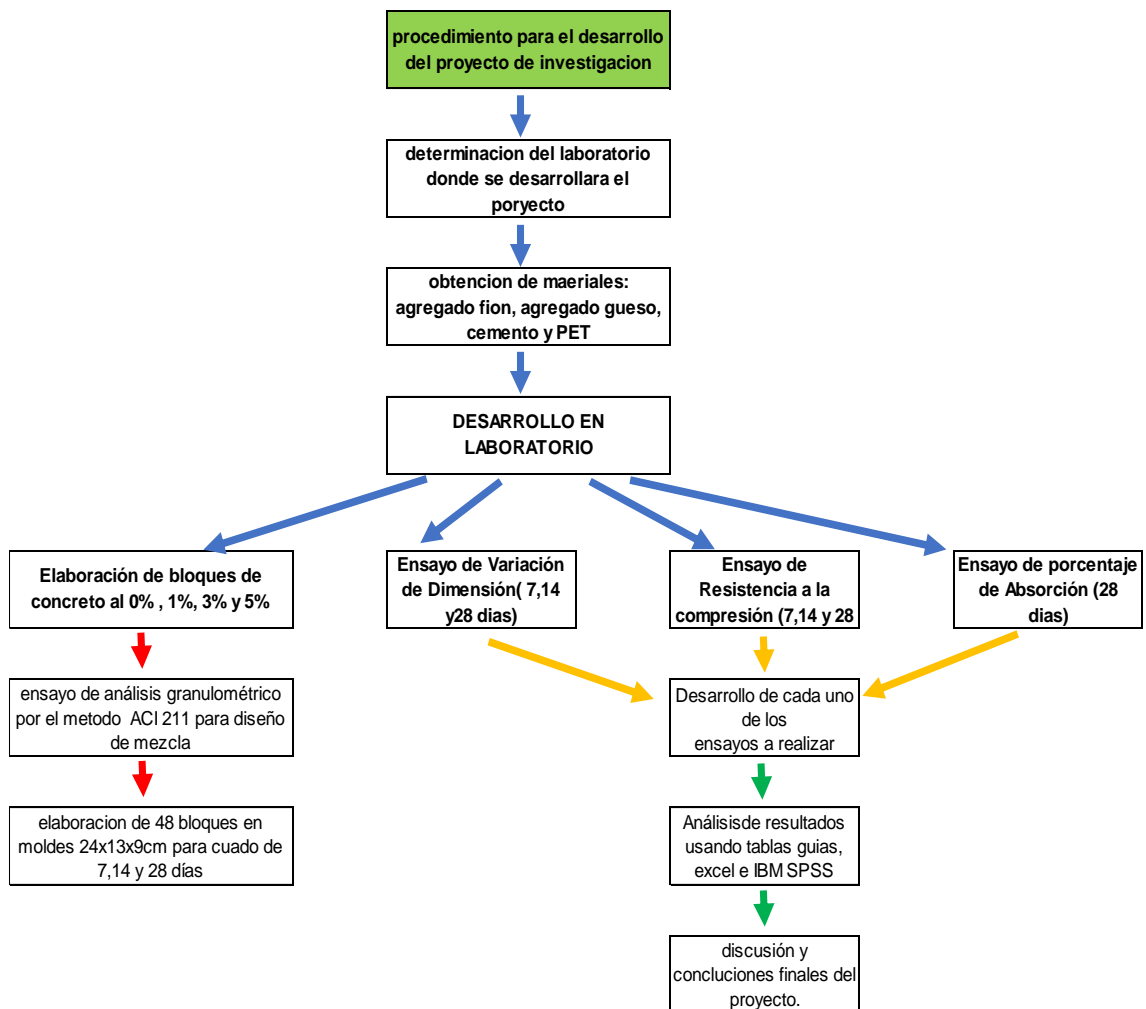 procedimiento para el desarrollo
del proyecto de investigacion
determinacion del laboratorio
donde se desarrollara el
poryecto
obtencion de maeriales:
agregado fion, agregado gueso,
cemento y PET
DESARROLLO EN
LABORATORIO
Elaboración de bloques de
concreto al 0% , 1%, 3% y 5%
Ensayo de Variación
de Dimensión( 7,14
y28 dias)
Ensayo de
Resistencia a la
compresión (7,14 y 28
Ensayo de porcentaje
de Absorción (28
dias)
ensayo de análisis granulométrico
por el metodo ACI 211 para diseño
de mezcla
Desarrollo de cada uno
de los
ensayos a realizar
elaboracion de 48 bloques en
moldes 24x13x9cm para cuado de
7,14 y 28 días
Análisisde resultados
usando tablas guias,
excel e IBM SPSS
discusión y
concluciones finales del
proyecto.